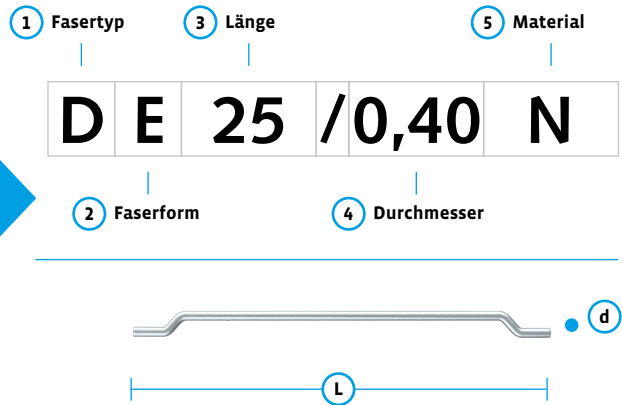 1 Fasertyp 3 Länge 5 Material
D E 25 /0,40 N
2 Faserform 4 Durchmesser
d
L